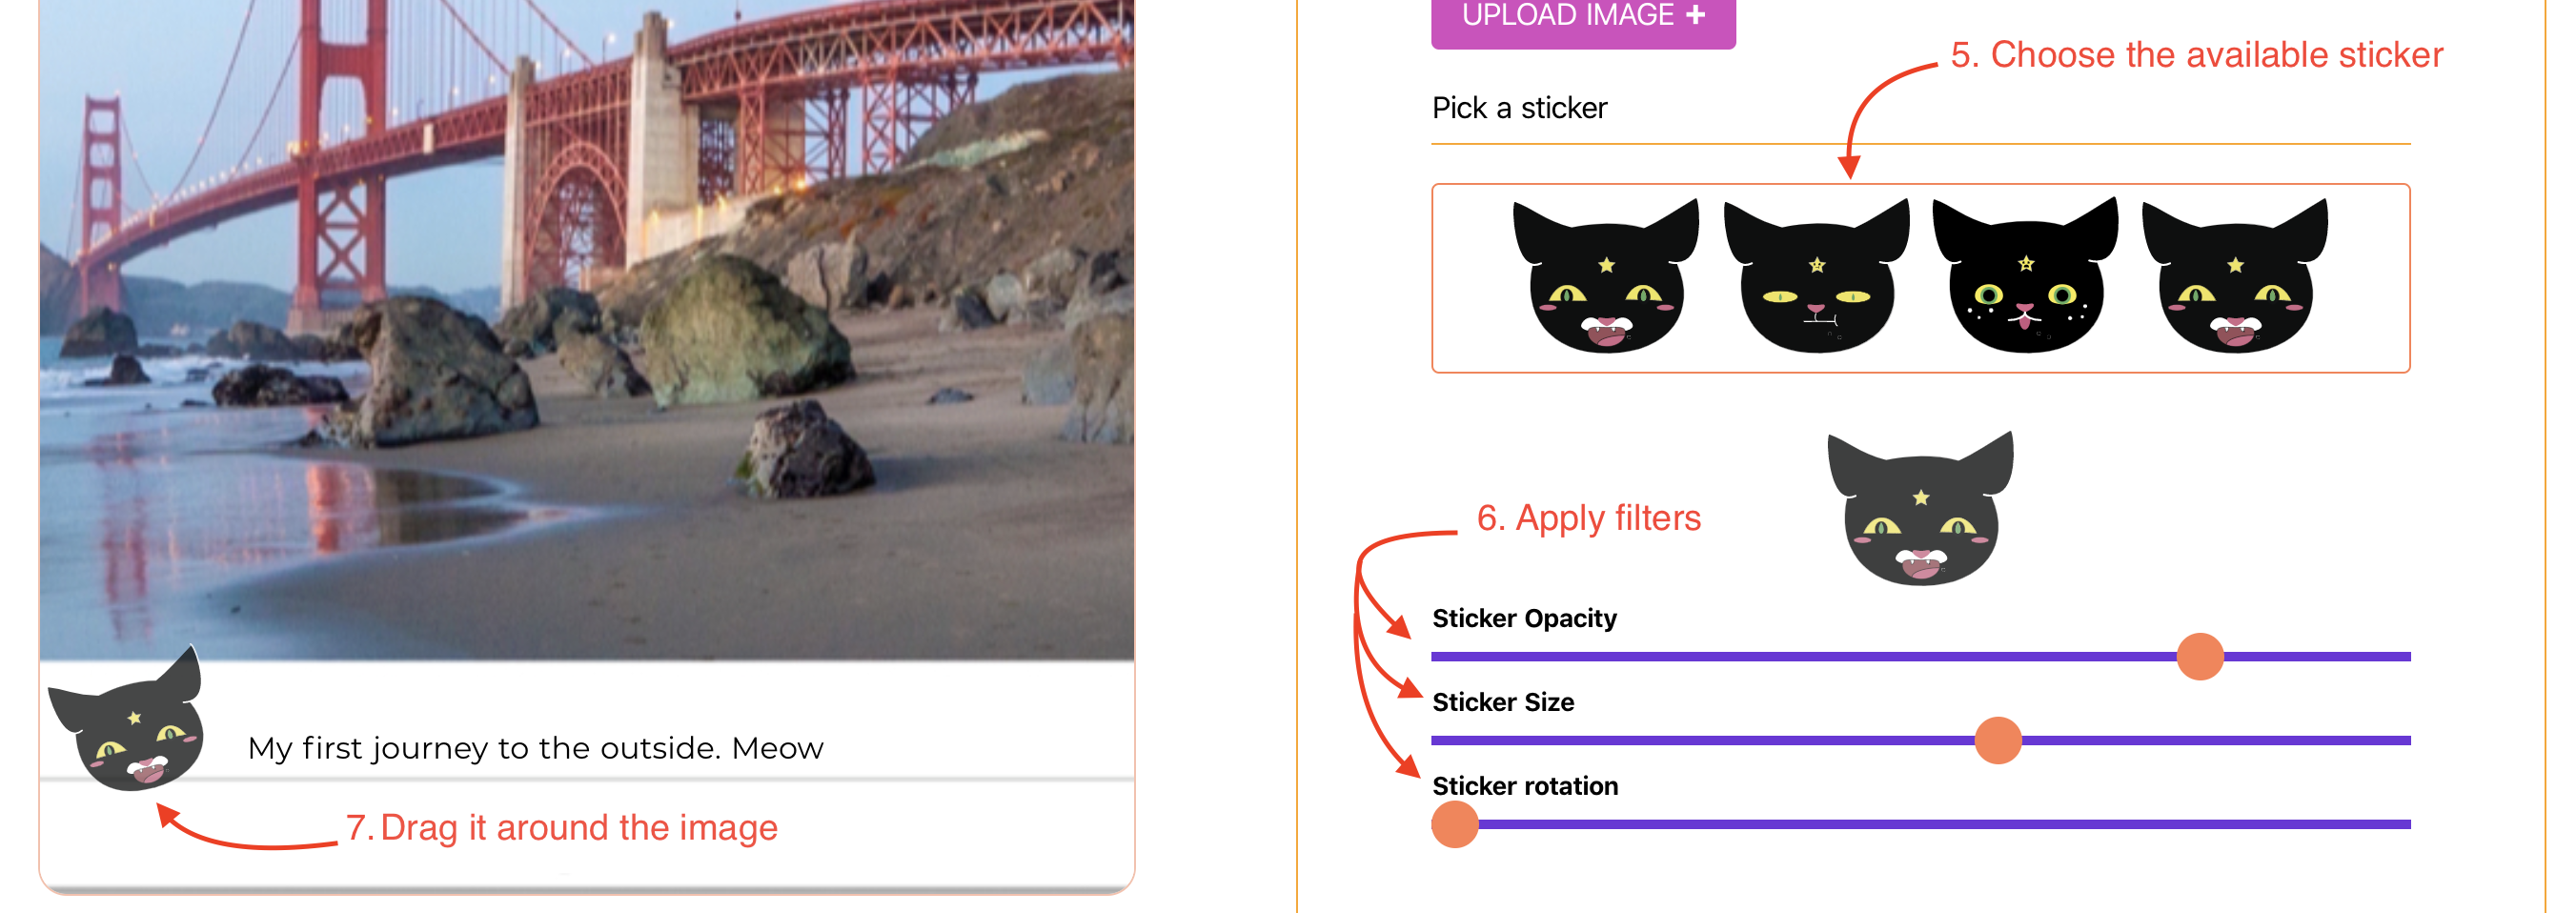 UPLOAD IMAGE +
5. Choose the available sticker
Pick a sticker
6. Apply filters
Sticker Opacity
Sticker Size
Sticker rotation
My first journey to the outside. Meow
7. Drag it around the image